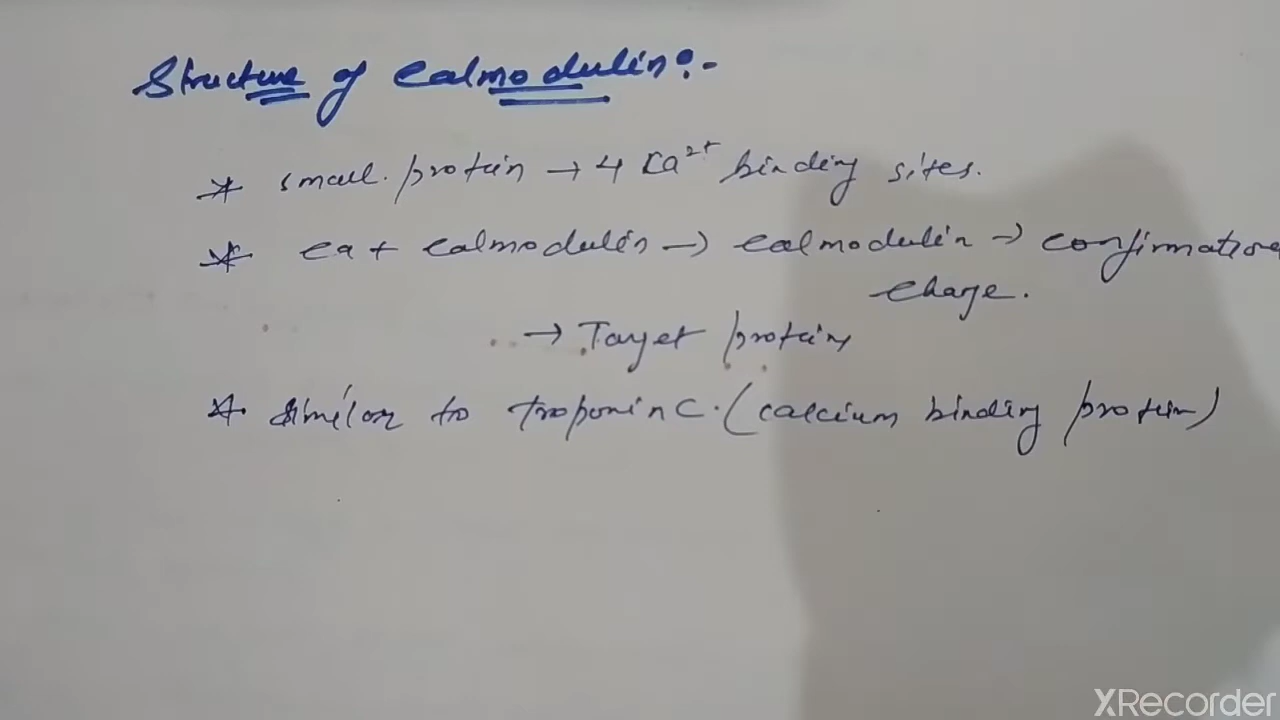 Structure of Calmodulin:-
* small protein → 4 Ca²⁺ binding sites.
* Ca + Calmodulin → Calmodulin → Confirmation
Change.
→ Target protein
* Similar to troponin C. (calcium binding protein)
XRecorder